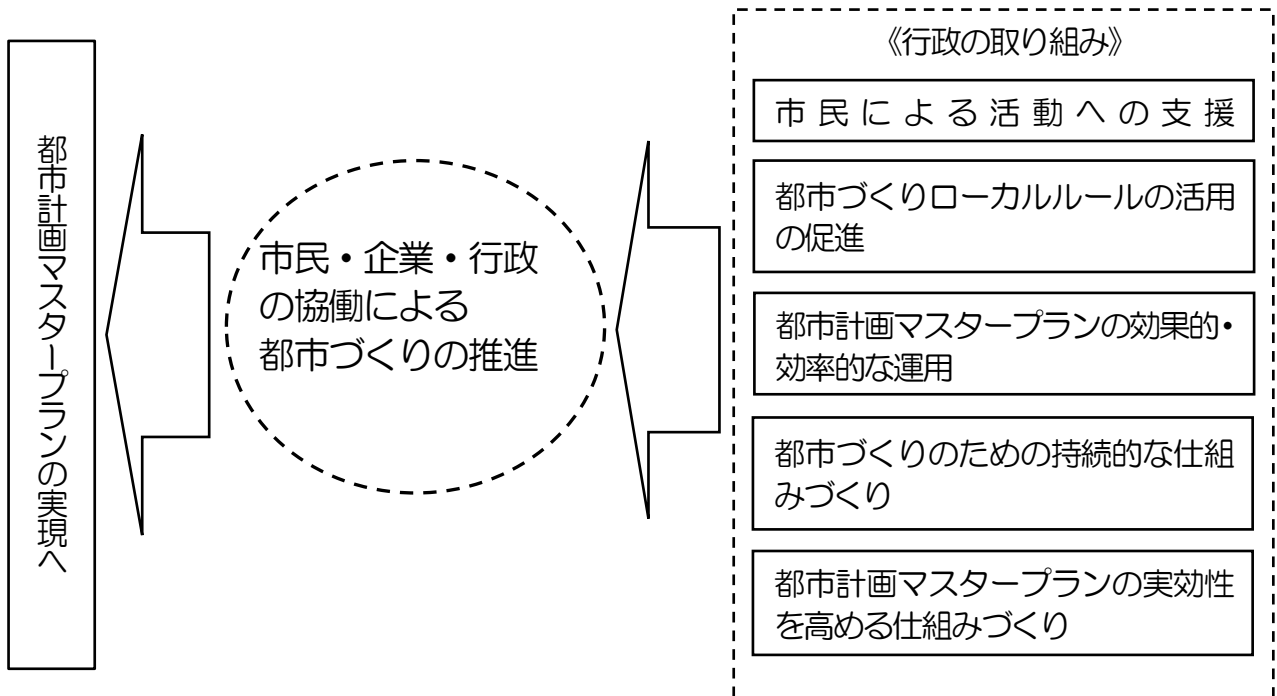 《行政の取り組み》
市民による活動への支援
都市づくりローカルルールの活用
の促進
都市計画マスタープランの効果的・
効率的な運用
都市づくりのための持続的な仕組
みづくり
都市計画マスタープランの実効性
を高める仕組みづくり
市民・企業・行政
の協働による
都市づくりの推進
都市計画マスタープランの実現へ